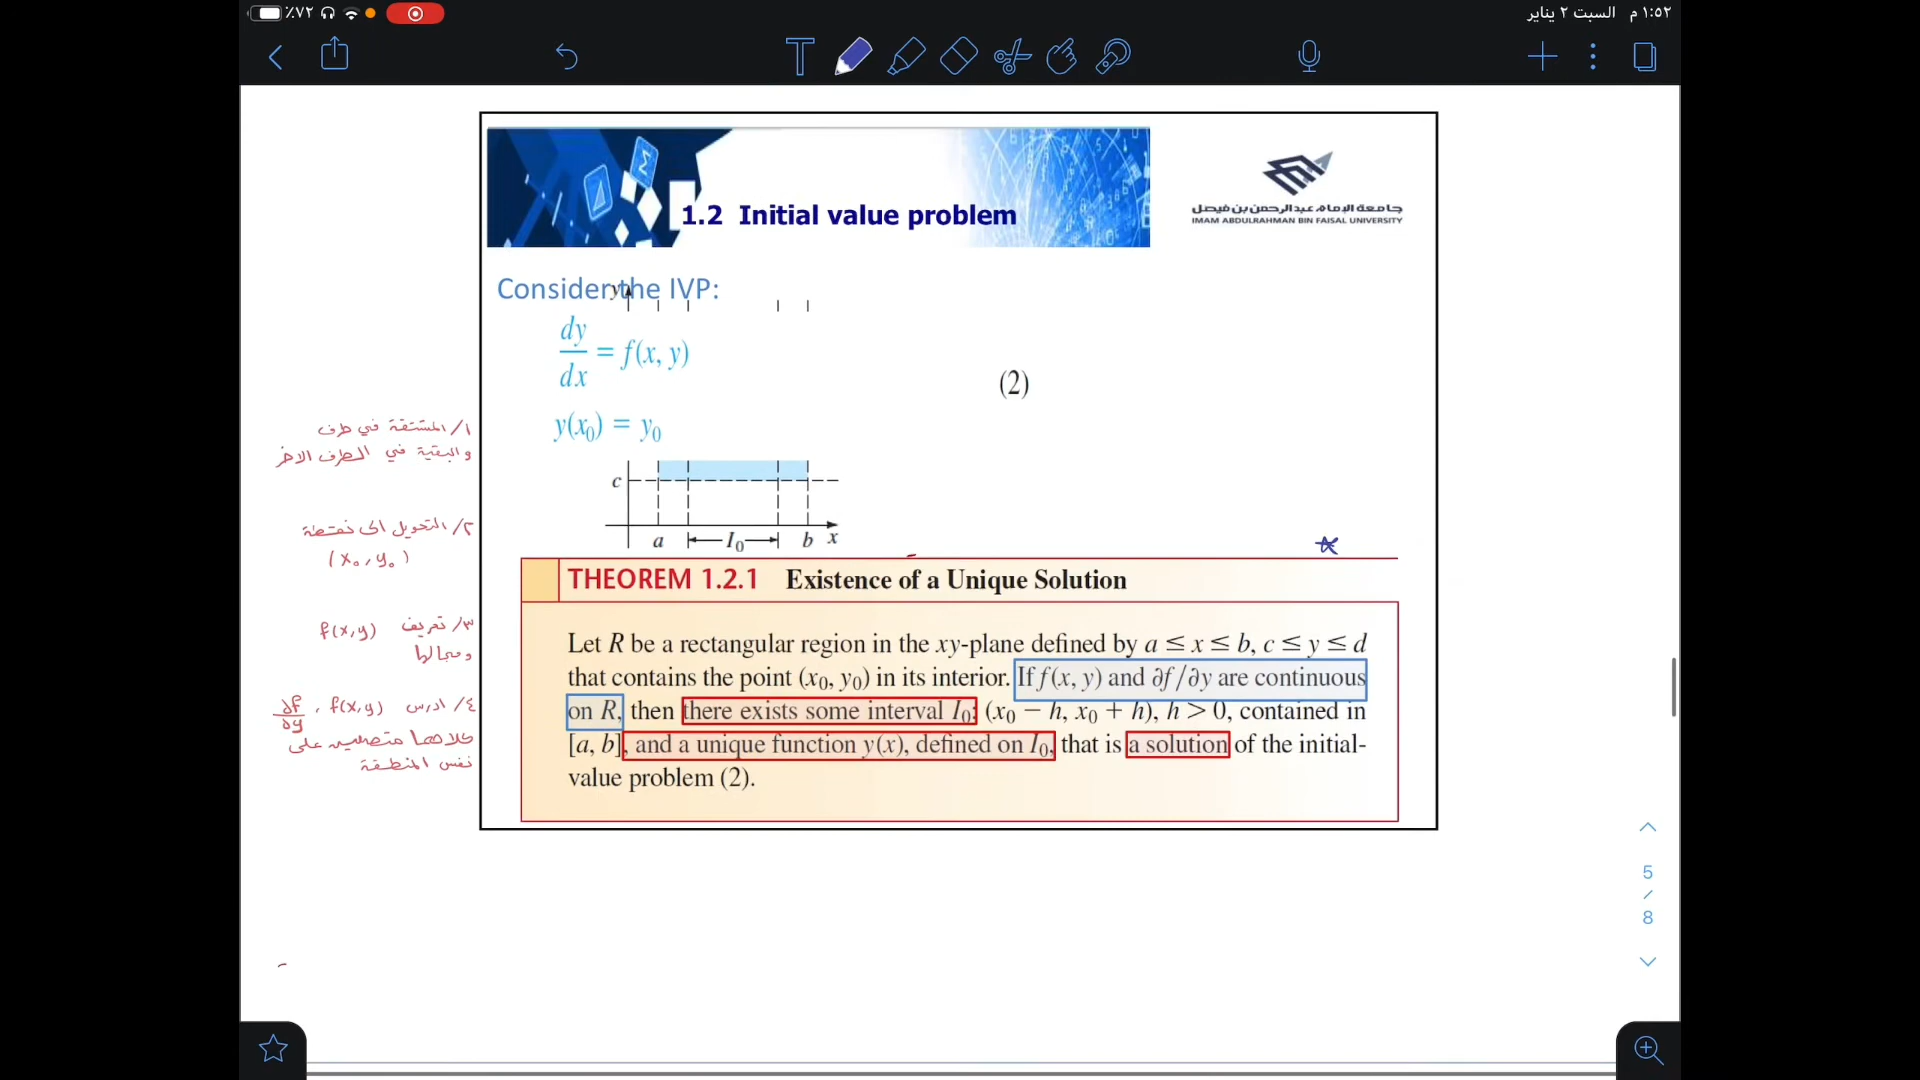 ٪٧٢
١:٥٢ م السبت ٢ يناير
1.2 Initial value problem
جامعة الإمام عبد الرحمن بن فيصل
IMAM ABDULRAHMAN BIN FAISAL UNIVERSITY
Consider the IVP:
y
dy/dx = f(x, y)
(2)
y(x₀) = y₀
c
a I₀ b x
١/ المشتقة في طرف
والبقية في الطرف الاخر
٢/ التحويل الى نقطة
(x₀, y₀)
٣/ تعريف f(x,y)
ومجالها
٤/ ادرس f(x,y) ، ∂f/∂y
كلاهما متصلين على
نفس المنطقة
THEOREM 1.2.1 Existence of a Unique Solution
Let R be a rectangular region in the xy-plane defined by a ≤ x ≤ b, c ≤ y ≤ d
that contains the point (x₀, y₀) in its interior. If f(x, y) and ∂f/∂y are continuous
on R, then there exists some interval I₀: (x₀ − h, x₀ + h), h > 0, contained in
[a, b], and a unique function y(x), defined on I₀, that is a solution of the initial-
value problem (2).
5
/
8